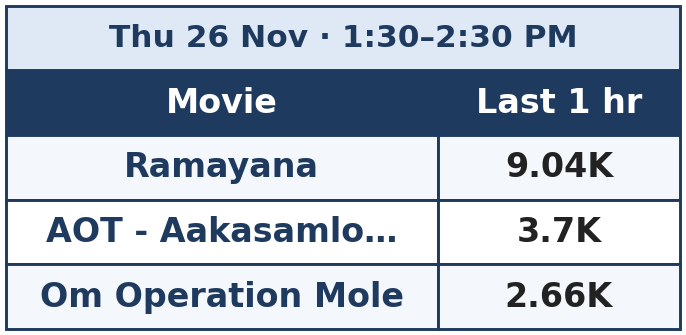 Thu 26 Nov · 1:30–2:30 PM
Movie Last 1 hr
Ramayana 9.04K
AOT - Aakasamlo... 3.7K
Om Operation Mole 2.66K